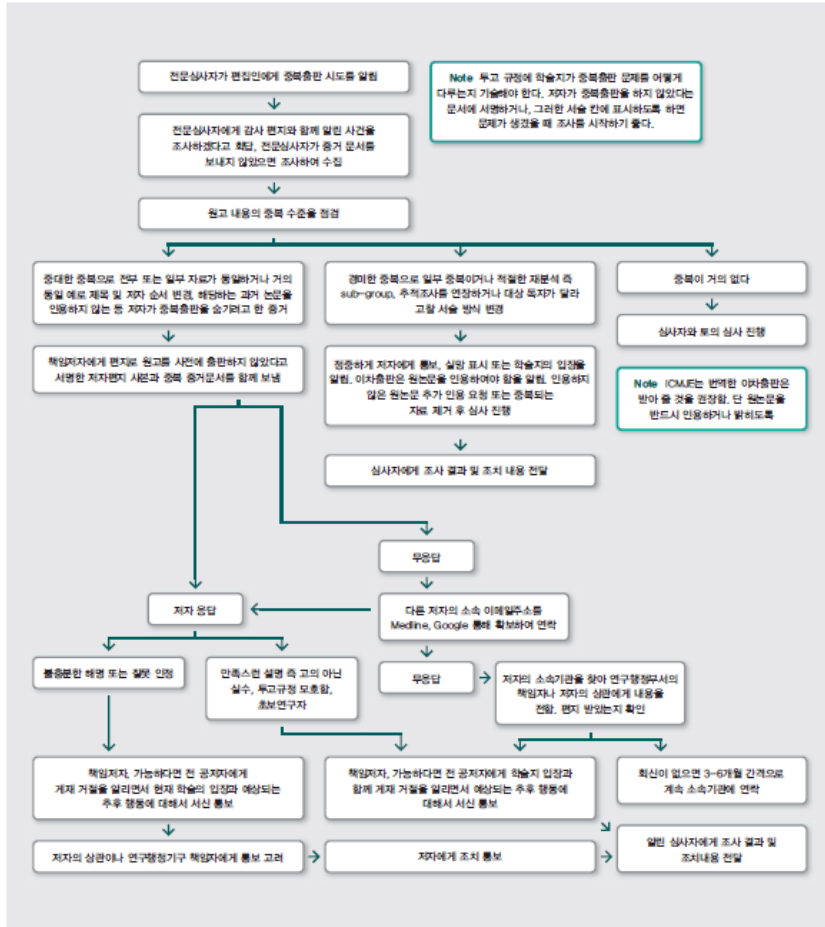 전문심사자가 편집인에게 중복출판 시도를 알림
Note 투고 규정에 학술지가 중복출판 문제를 어떻게
다루는지 기술해야 한다. 저자가 중복출판을 하지 않았다는
문서에 서명하거나, 그러한 서술 칸에 표시하도록 하면
문제가 생겼을 때 조사를 시작하기 좋다.
전문심사자에게 감사 편지와 함께 알린 사건을
조사하겠다고 회답, 전문심사자가 증거 문서를
보내지 않았으면 조사하여 수집
원고 내용의 중복 수준을 점검
중대한 중복으로 전부 또는 일부 자료가 동일하거나 거의
동일 예로 제목 및 저자 순서 변경, 해당하는 과거 논문을
인용하지 않는 등 저자가 중복출판을 숨기려고 한 증거
경미한 중복으로 일부 중복이거나 적절한 재분석 즉
sub-group, 추적조사를 연장하거나 대상 독자가 달라
고찰 서술 방식 변경
중복이 거의 없다
심사자와 토의 심사 진행
책임저자에게 편지로 원고를 사전에 출판하지 않았다고
서명한 저자편지 사본과 중복 증거문서를 함께 보냄
정중하게 저자에게 통보, 실망 표시 또는 학술지의 입장을
알림. 이차출판은 원논문을 인용하여야 함을 알림. 인용하지
않은 원논문 추가 인용 요청 또는 중복되는
자료 제거 후 심사 진행
Note ICMJE는 번역한 이차출판은
받아 줄 것을 권장함. 단 원논문을
반드시 인용하거나 밝히도록
심사자에게 조사 결과 및 조치 내용 전달
무응답
저자 응답
다른 저자의 소속 이메일주소를
Medline, Google 통해 확보하여 연락
불충분한 해명 또는 잘못 인정
만족스런 설명 즉 고의 아닌
실수, 투고규정 모호함,
초보연구자
무응답
저자의 소속기관을 찾아 연구행정부서의
책임자나 저자의 상관에게 내용을
전함. 편지 받았는지 확인
책임저자, 가능하다면 전 공저자에게
게재 거절을 알리면서 현재 학술의 입장과 예상되는
추후 행동에 대해서 서신 통보
책임저자, 가능하다면 전 공저자에게 학술지 입장과
함께 게재 거절을 알리면서 예상되는 추후 행동에
대해서 서신 통보
회신이 없으면 3-6개월 간격으로
계속 소속기관에 연락
저자의 상관이나 연구행정기구 책임자에게 통보 고려
저자에게 조치 통보
알린 심사자에게 조사 결과 및
조치내용 전달